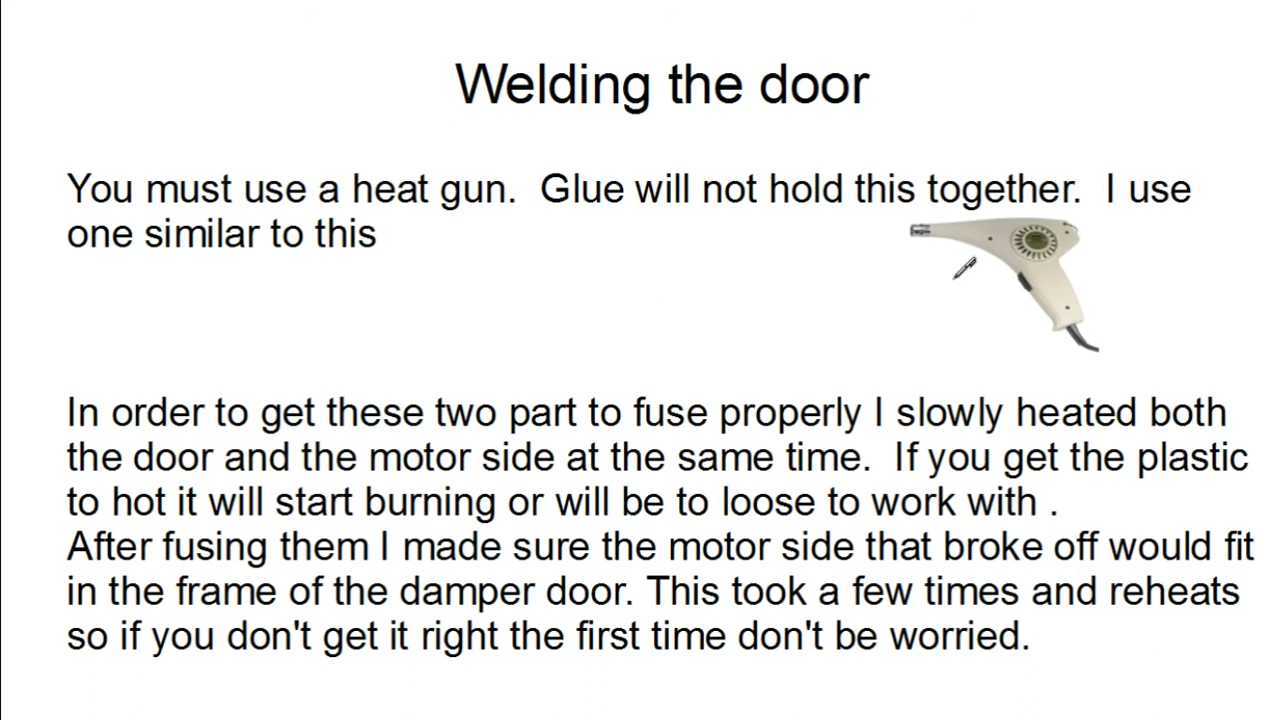 Welding the door
You must use a heat gun.  Glue will not hold this together.  I use
one similar to this
In order to get these two part to fuse properly I slowly heated both
the door and the motor side at the same time.  If you get the plastic
to hot it will start burning or will be to loose to work with .
After fusing them I made sure the motor side that broke off would fit
in the frame of the damper door. This took a few times and reheats
so if you don't get it right the first time don't be worried.